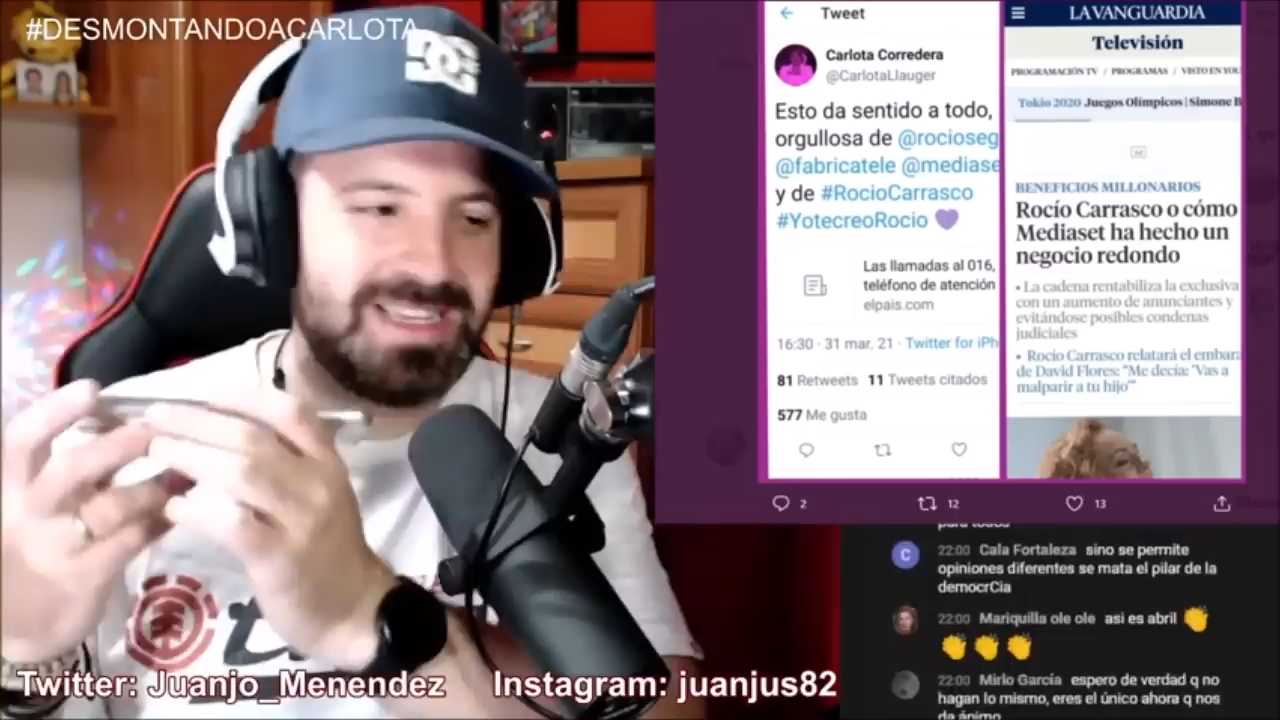 #DESMONTANDOACARLOTA
DC
Tweet
Carlota Corredera
@CarlotaLlauger
Esto da sentido a todo,
orgullosa de @rocioseg
@fabricatele @mediase
y de #RocioCarrasco
#YotecreoRocio 💜
Las llamadas al 016,
teléfono de atención
elpais.com
16:30 · 31 mar. 21 · Twitter for iPh
81 Retweets 11 Tweets citados
577 Me gusta
LA VANGUARDIA
Televisión
PROGRAMACIÓN TV / PROGRAMAS / VISTO EN YOU
Tokio 2020 Juegos Olímpicos | Simone B
Ad
BENEFICIOS MILLONARIOS
Rocío Carrasco o cómo
Mediaset ha hecho un
negocio redondo
• La cadena rentabiliza la exclusiva
con un aumento de anunciantes y
evitándose posibles condenas
judiciales
• Rocío Carrasco relatará el embara
de David Flores: "Me decía: 'Vas a
malparir a tu hijo'"
2 12 13
para todos
C
22:00 Cala Fortaleza sino se permite
opiniones diferentes se mata el pilar de la
democrCia
22:00 Mariquilla ole ole asi es abril 👏
👏👏👏
22:00 Mirlo García espero de verdad q no
hagan lo mismo, eres el único ahora q nos
da ánimo
Twitter: Juanjo_Menendez Instagram: juanjus82